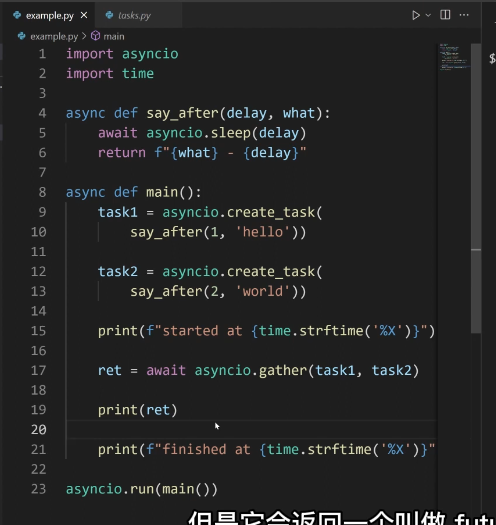 example.py
tasks.py
example.py > main
1 import asyncio
2 import time
3
4 async def say_after(delay, what):
5 await asyncio.sleep(delay)
6 return f"{what} - {delay}"
7
8 async def main():
9 task1 = asyncio.create_task(
10 say_after(1, 'hello'))
11
12 task2 = asyncio.create_task(
13 say_after(2, 'world'))
14
15 print(f"started at {time.strftime('%X')}")
16
17 ret = await asyncio.gather(task1, task2)
18
19 print(ret)
20
21 print(f"finished at {time.strftime('%X')}"
22
23 asyncio.run(main())
$
但是它会返回一个叫做 futu